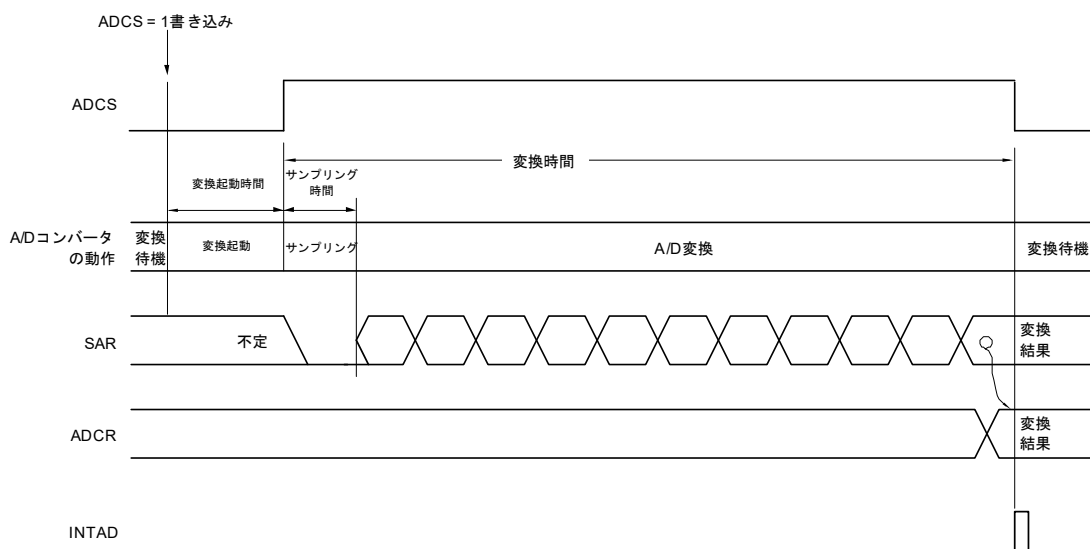 ADCS = 1書き込み
ADCS
変換時間
変換起動時間
サンプリング
時間
A/Dコンバータ
の動作
変換
待機
変換起動
サンプリング
A/D変換
変換待機
SAR
不定
変換
結果
ADCR
変換
結果
INTAD